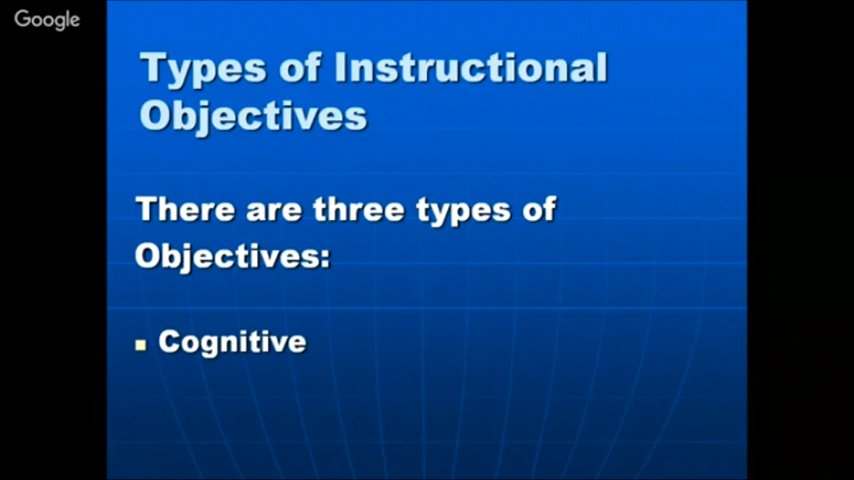 Google
Types of Instructional
Objectives
There are three types of
Objectives:
Cognitive